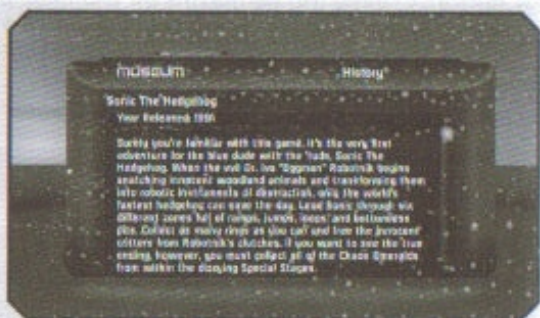 museum
History
Sonic The Hedgehog
Year Released: 1991
Surely you're familiar with this game. It's the very first
adventure for the blue dude with the 'tude, Sonic The
Hedgehog. When the evil Dr. Ivo "Eggman" Robotnik begins
snatching innocent woodland animals and transforming them
into robotic instruments of destruction, only the world's
fastest hedgehog can save the day. Lead Sonic through six
different zones full of ramps, jumps, loops, and bottomless
pits. Collect as many rings as you can and free the innocent
critters from Robotnik's clutches. If you want to see the true
ending, however, you must collect all of the Chaos Emeralds
from within the dizzying Special Stages.